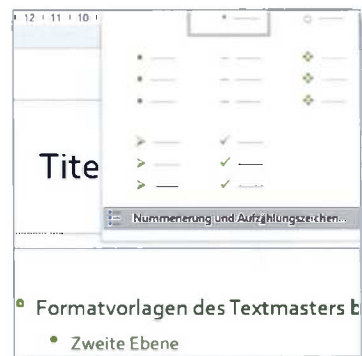 12 11 10
Tite
Nummerierung und Aufzählungszeichen...
Formatvorlagen des Textmasters b
Zweite Ebene